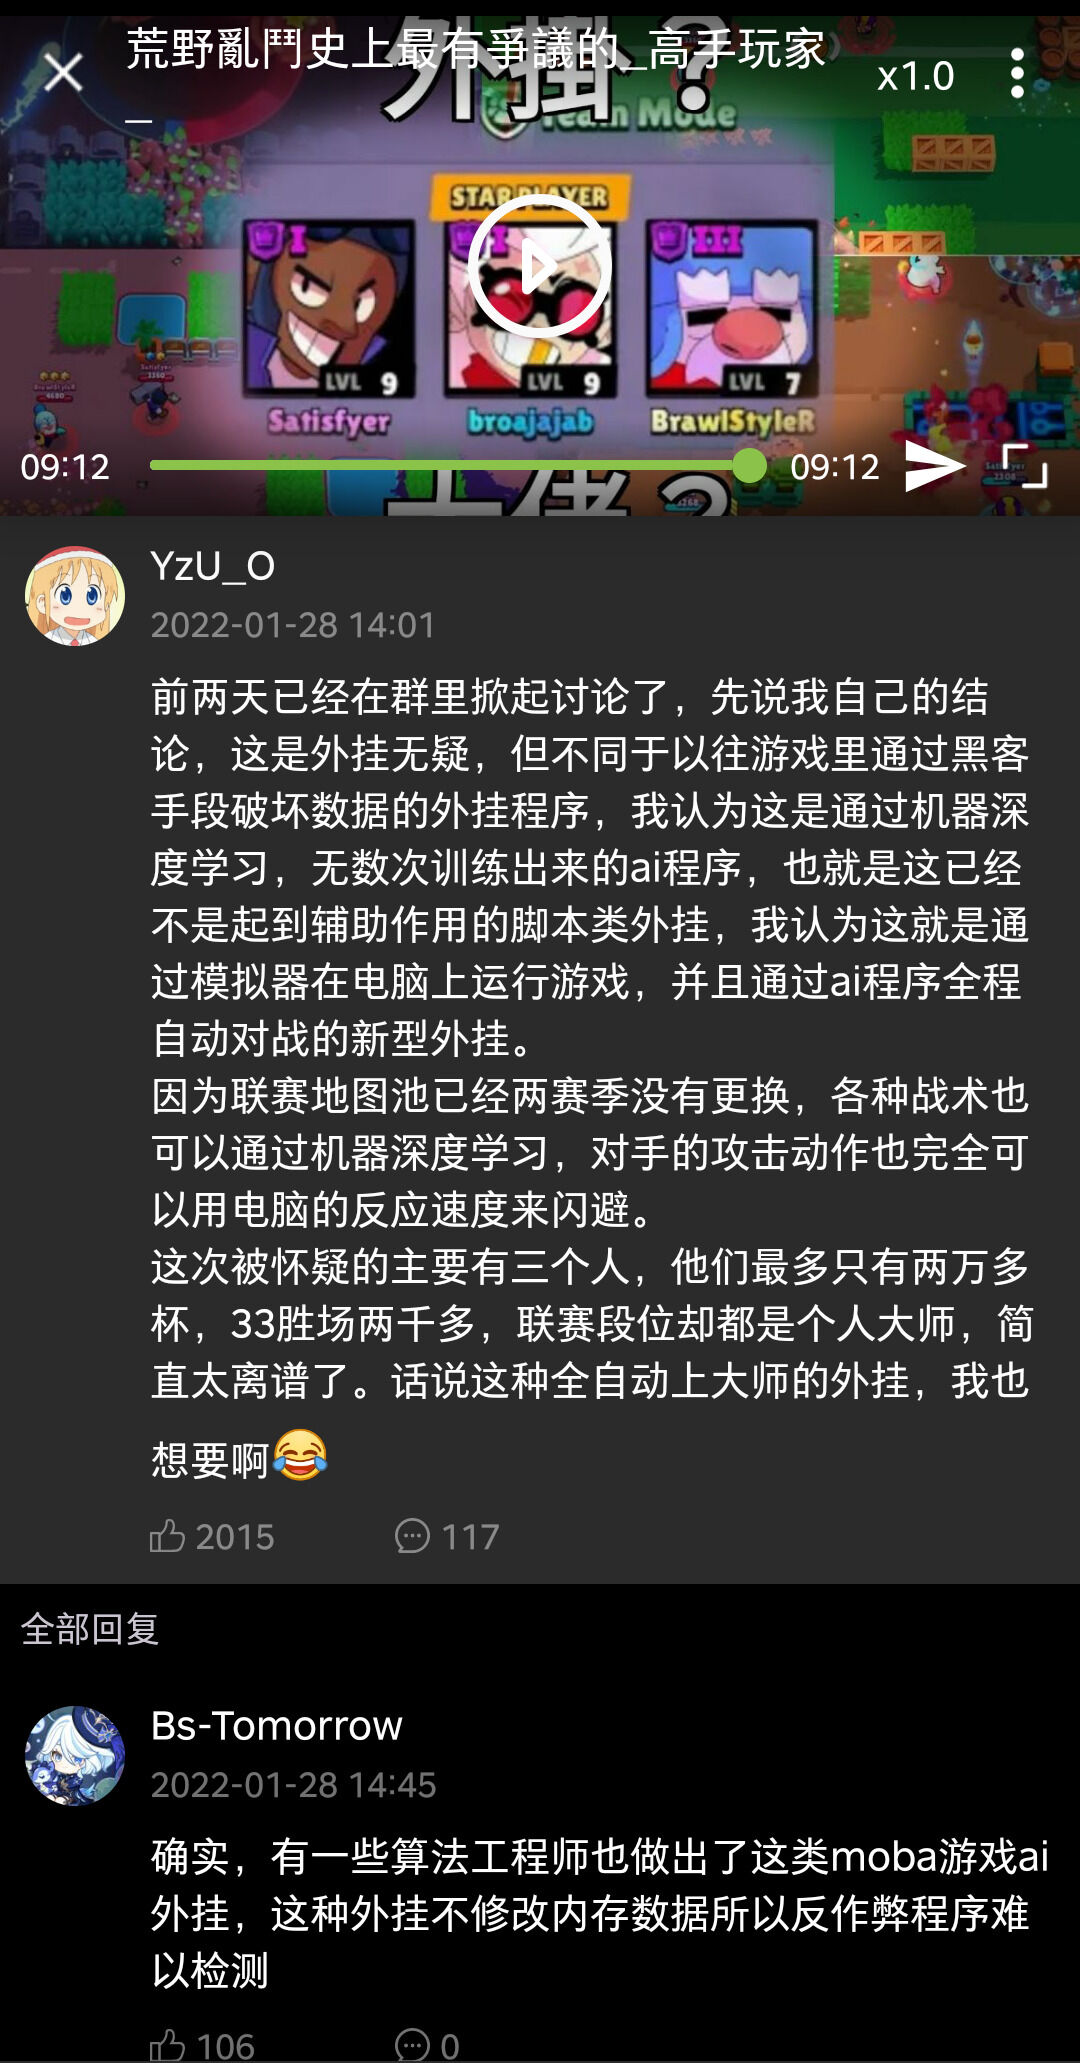 荒野亂鬥史上最有爭議的_高手玩家_
x1.0
外掛？
Team Mode
STAR PLAYER
I
I
III
LVL 9
LVL 9
LVL 7
Satisfyer
broajajab
BrawlStyleR
09:12
09:12
大佬？
YzU_O
2022-01-28 14:01
前两天已经在群里掀起讨论了，先说我自己的结
论，这是外挂无疑，但不同于以往游戏里通过黑客
手段破坏数据的外挂程序，我认为这是通过机器深
度学习，无数次训练出来的ai程序，也就是这已经
不是起到辅助作用的脚本类外挂，我认为这就是通
过模拟器在电脑上运行游戏，并且通过ai程序全程
自动对战的新型外挂。
因为联赛地图池已经两赛季没有更换，各种战术也
可以通过机器深度学习，对手的攻击动作也完全可
以用电脑的反应速度来闪避。
这次被怀疑的主要有三个人，他们最多只有两万多
杯，33胜场两千多，联赛段位却都是个人大师，简
直太离谱了。话说这种全自动上大师的外挂，我也
想要啊😂
2015
117
全部回复
Bs-Tomorrow
2022-01-28 14:45
确实，有一些算法工程师也做出了这类moba游戏ai
外挂，这种外挂不修改内存数据所以反作弊程序难
以检测
106
0